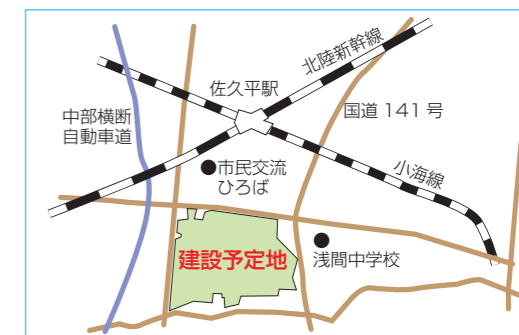 北陸新幹線
佐久平駅
中部横断
自動車道
国道 141 号
市民交流
ひろば
小海線
建設予定地
浅間中学校